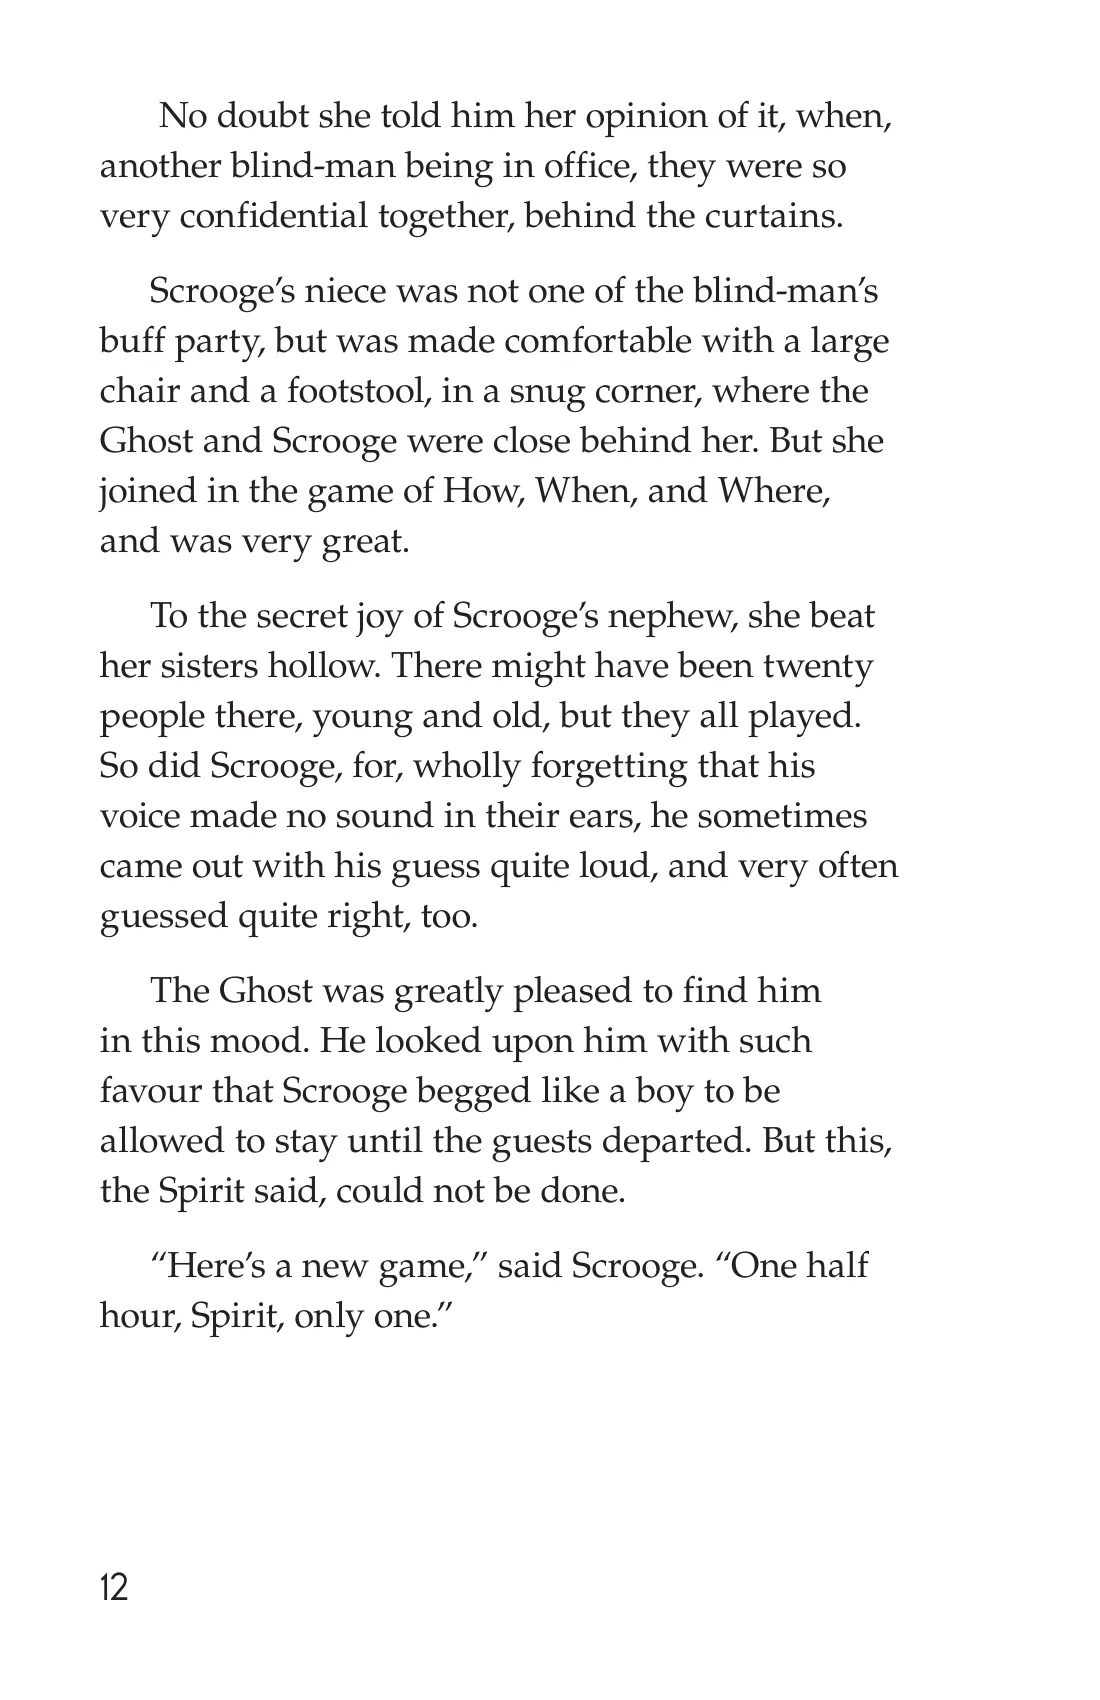 No doubt she told him her opinion of it, when,
another blind-man being in office, they were so
very confidential together, behind the curtains.
Scrooge’s niece was not one of the blind-man’s
buff party, but was made comfortable with a large
chair and a footstool, in a snug corner, where the
Ghost and Scrooge were close behind her. But she
joined in the game of How, When, and Where,
and was very great.
To the secret joy of Scrooge’s nephew, she beat
her sisters hollow. There might have been twenty
people there, young and old, but they all played.
So did Scrooge, for, wholly forgetting that his
voice made no sound in their ears, he sometimes
came out with his guess quite loud, and very often
guessed quite right, too.
The Ghost was greatly pleased to find him
in this mood. He looked upon him with such
favour that Scrooge begged like a boy to be
allowed to stay until the guests departed. But this,
the Spirit said, could not be done.
“Here’s a new game,” said Scrooge. “One half
hour, Spirit, only one.”
12